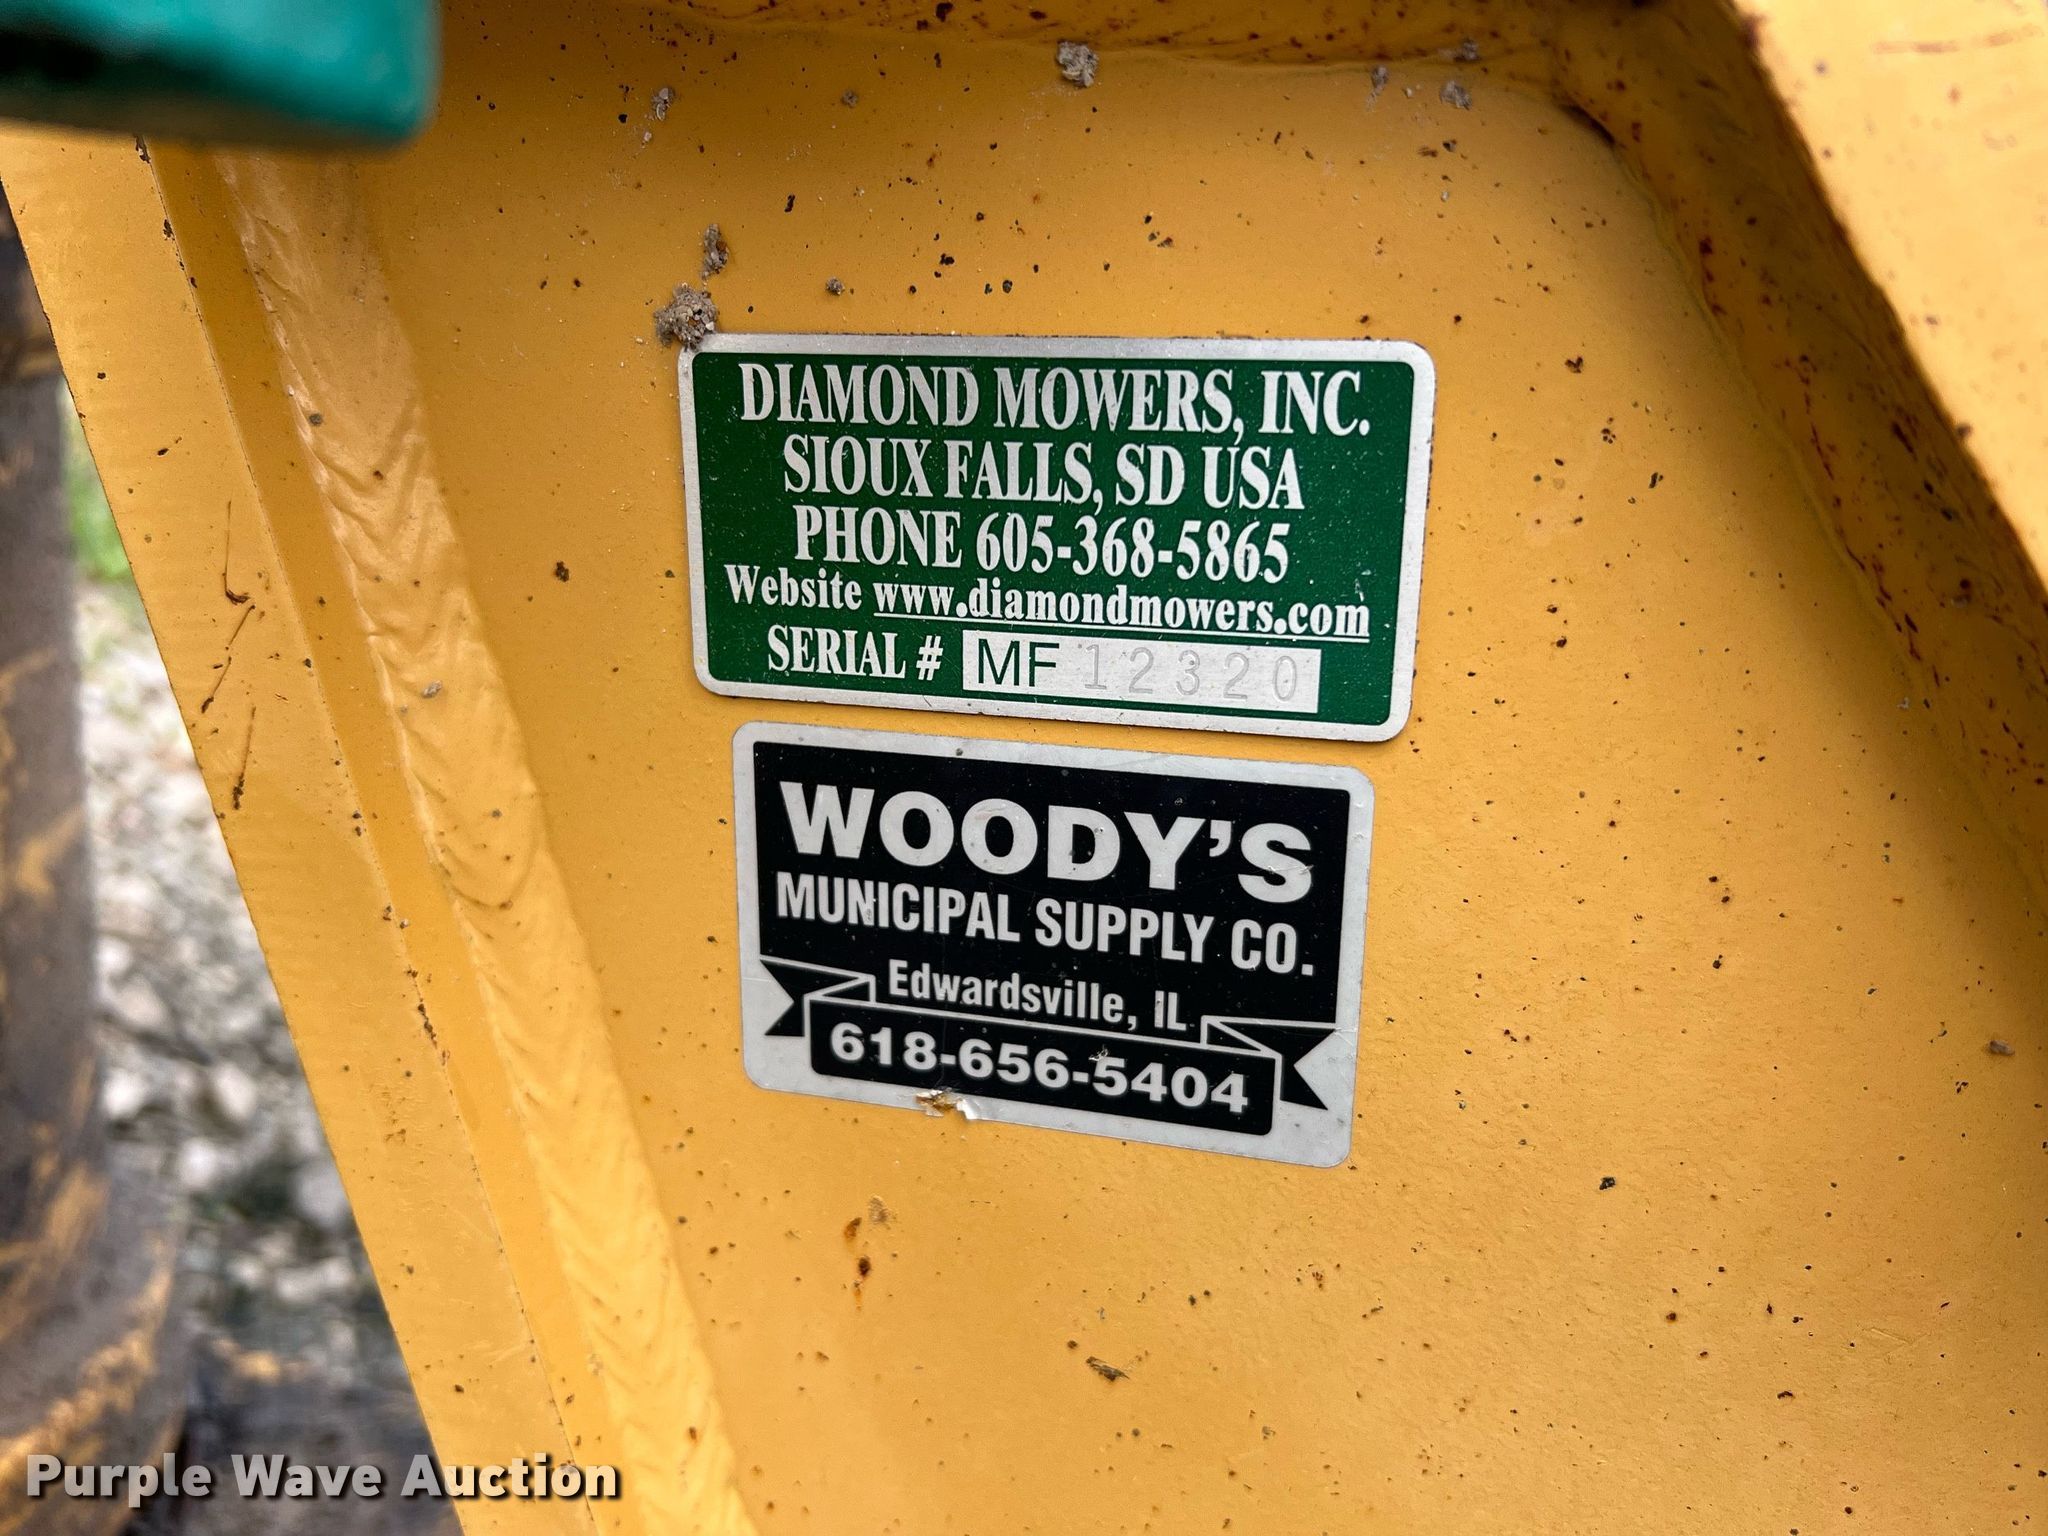 DIAMOND MOWERS, INC.
SIOUX FALLS, SD USA
PHONE 605-368-5865
Website www.diamondmowers.com
SERIAL # MF 12320
WOODY'S
MUNICIPAL SUPPLY CO.
Edwardsville, IL
618-656-5404
Purple Wave Auction